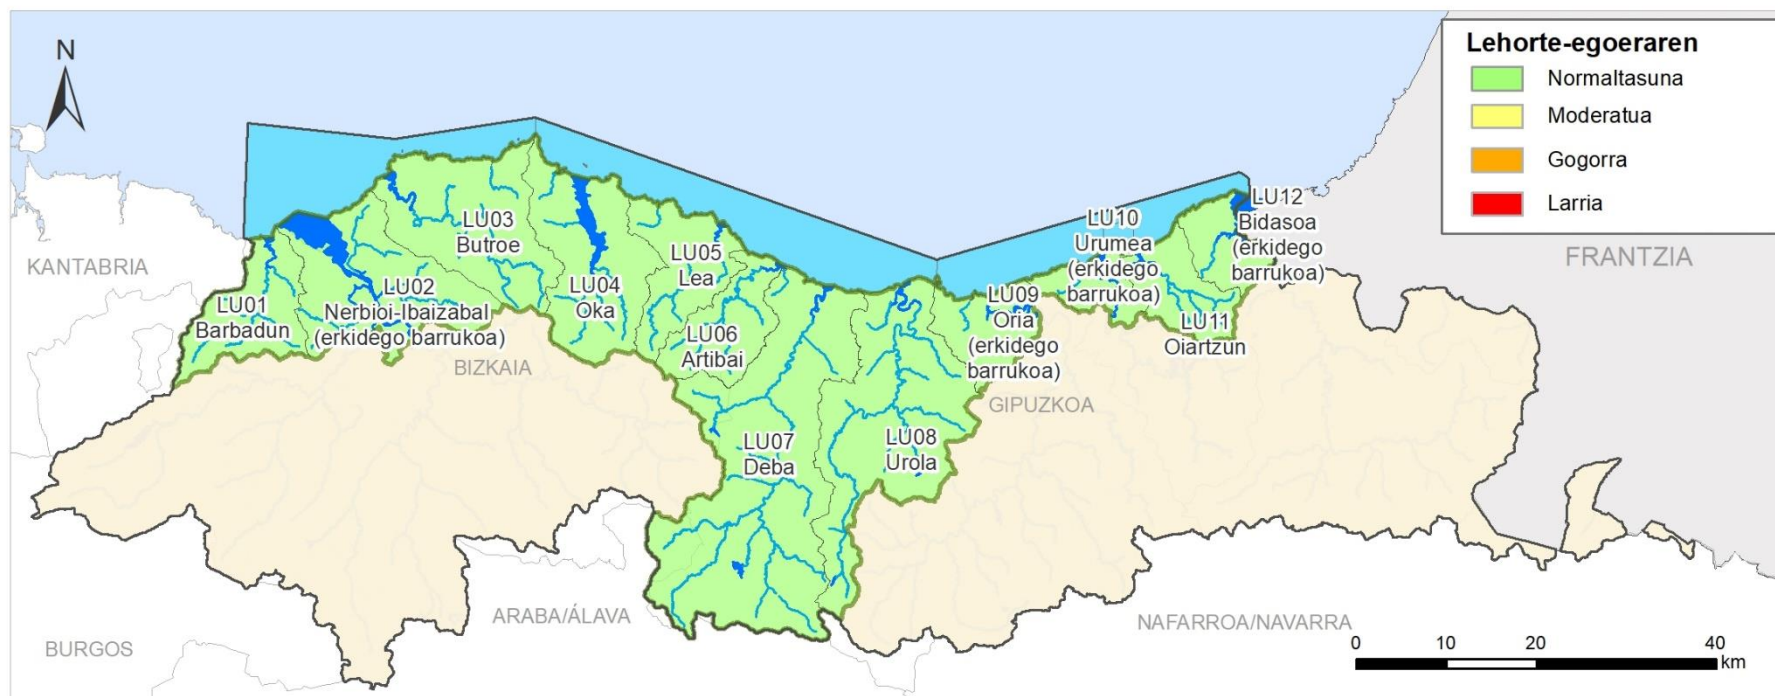 N
Lehorte-egoeraren
Normaltasuna
Moderatua
Gogorra
Larria
KANTABRIA
LU01
Barbadun
LU02
Nerbioi-Ibaizabal
(erkidego barrukoa)
LU03
Butroe
LU04
Oka
LU05
Lea
LU06
Artibai
LU07
Deba
LU08
Urola
LU09
Oria
(erkidego
barrukoa)
LU10
Urumea
(erkidego
barrukoa)
LU11
Oiartzun
LU12
Bidasoa
(erkidego
barrukoa)
FRANTZIA
BIZKAIA
GIPUZKOA
ARABA/ÁLAVA
NAFARROA/NAVARRA
BURGOS
0 10 20 40
km